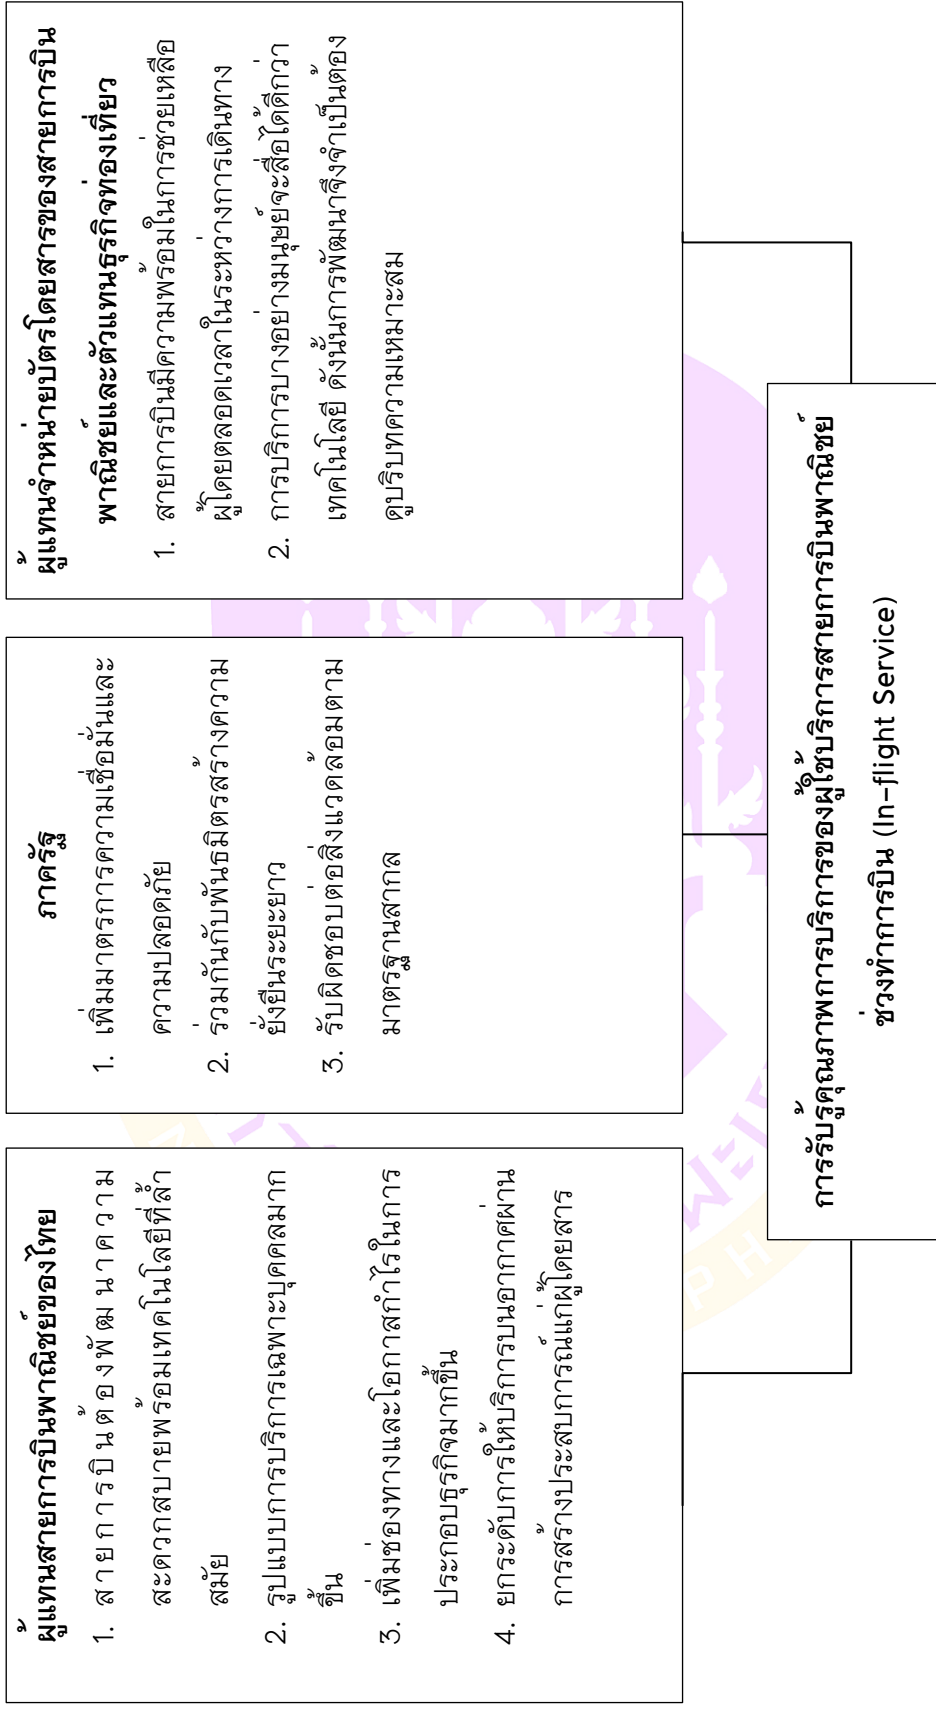 ผู้แทนสายการบินพาณิชย์ของไทย
1. สายการบินต้องพัฒนาความ
สะดวกสบายพร้อมเทคโนโลยีที่ล้ำ
สมัย
2. รูปแบบการบริการเฉพาะบุคคลมาก
ขึ้น
3. เพิ่มช่องทางและโอกาสกำไรในการ
ประกอบธุรกิจมากขึ้น
4. ยกระดับการให้บริการบนอากาศผ่าน
การสร้างประสบการณ์แก่ผู้โดยสาร
ภาครัฐ
1. เพิ่มมาตรการความเชื่อมั่นและ
ความปลอดภัย
2. ร่วมกันกับพันธมิตรสร้างความ
ยั่งยืนระยะยาว
3. รับผิดชอบต่อสิ่งแวดล้อมตาม
มาตรฐานสากล
ผู้แทนจำหน่ายบัตรโดยสารของสายการบิน
พาณิชย์และตัวแทนธุรกิจท่องเที่ยว
1. สายการบินมีความพร้อมในการช่วยเหลือ
ผู้โดยตลอดเวลาในระหว่างการเดินทาง
2. การบริการบางอย่างมนุษย์จะสื่อได้ดีกว่า
เทคโนโลยี ดังนั้นการพัฒนาจึงจำเป็นต้อง
ดูบริบทความเหมาะสม
การรับรู้คุณภาพการบริการของผู้ใช้บริการสายการบินพาณิชย์
ช่วงทำการบิน (In-flight Service)